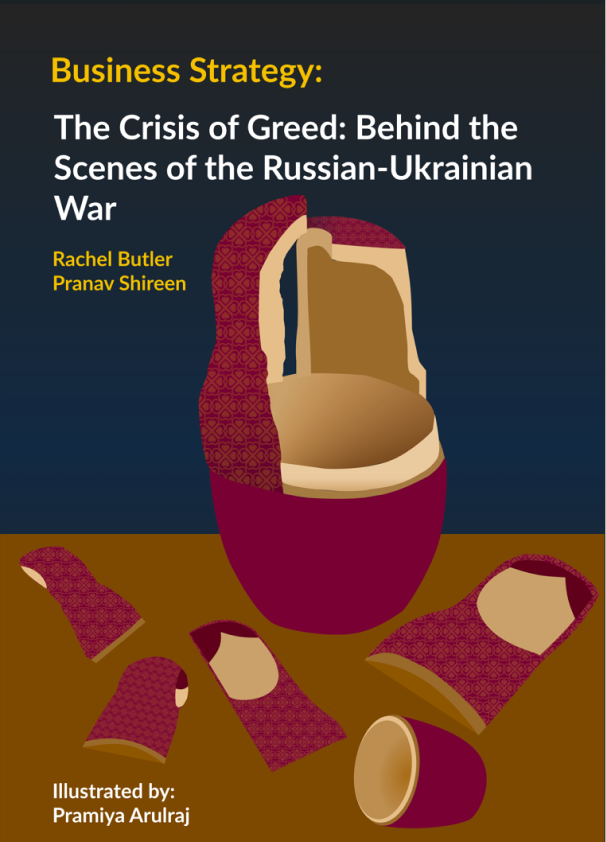 Business Strategy:
The Crisis of Greed: Behind the
Scenes of the Russian-Ukrainian
War
Rachel Butler
Pranav Shireen
Illustrated by:
Pramiya Arulraj